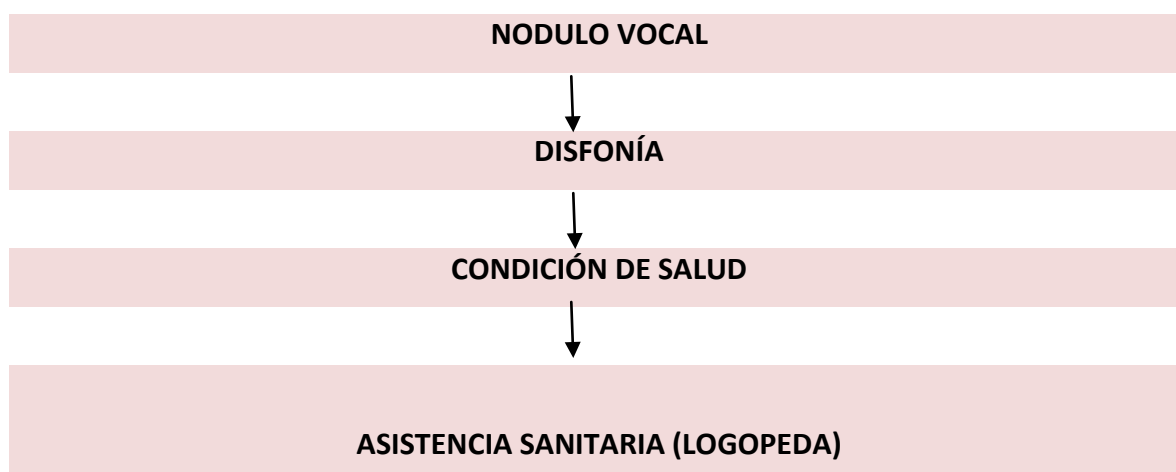 NODULO VOCAL
DISFONÍA
CONDICIÓN DE SALUD
ASISTENCIA SANITARIA (LOGOPEDA)